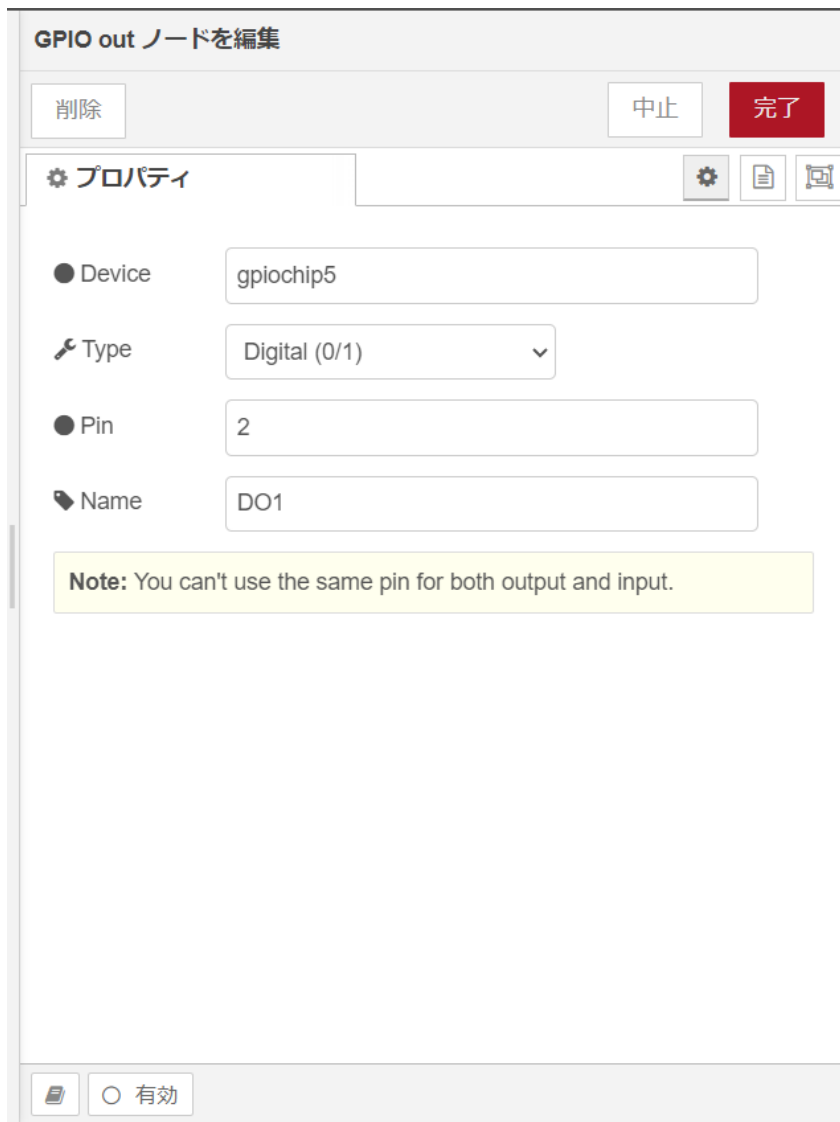 GPIO out ノードを編集
削除
中止
完了
プロパティ
Device
gpiochip5
Type
Digital (0/1)
Pin
2
Name
DO1
Note: You can't use the same pin for both output and input.
有効